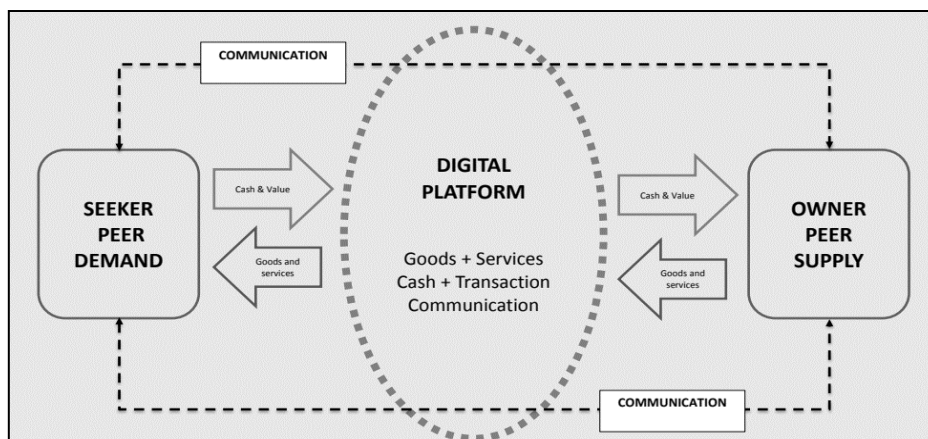 COMMUNICATION
SEEKER
PEER
DEMAND
Cash & Value
Goods and
services
DIGITAL
PLATFORM
Goods + Services
Cash + Transaction
Communication
Cash & Value
Goods and
services
OWNER
PEER
SUPPLY
COMMUNICATION